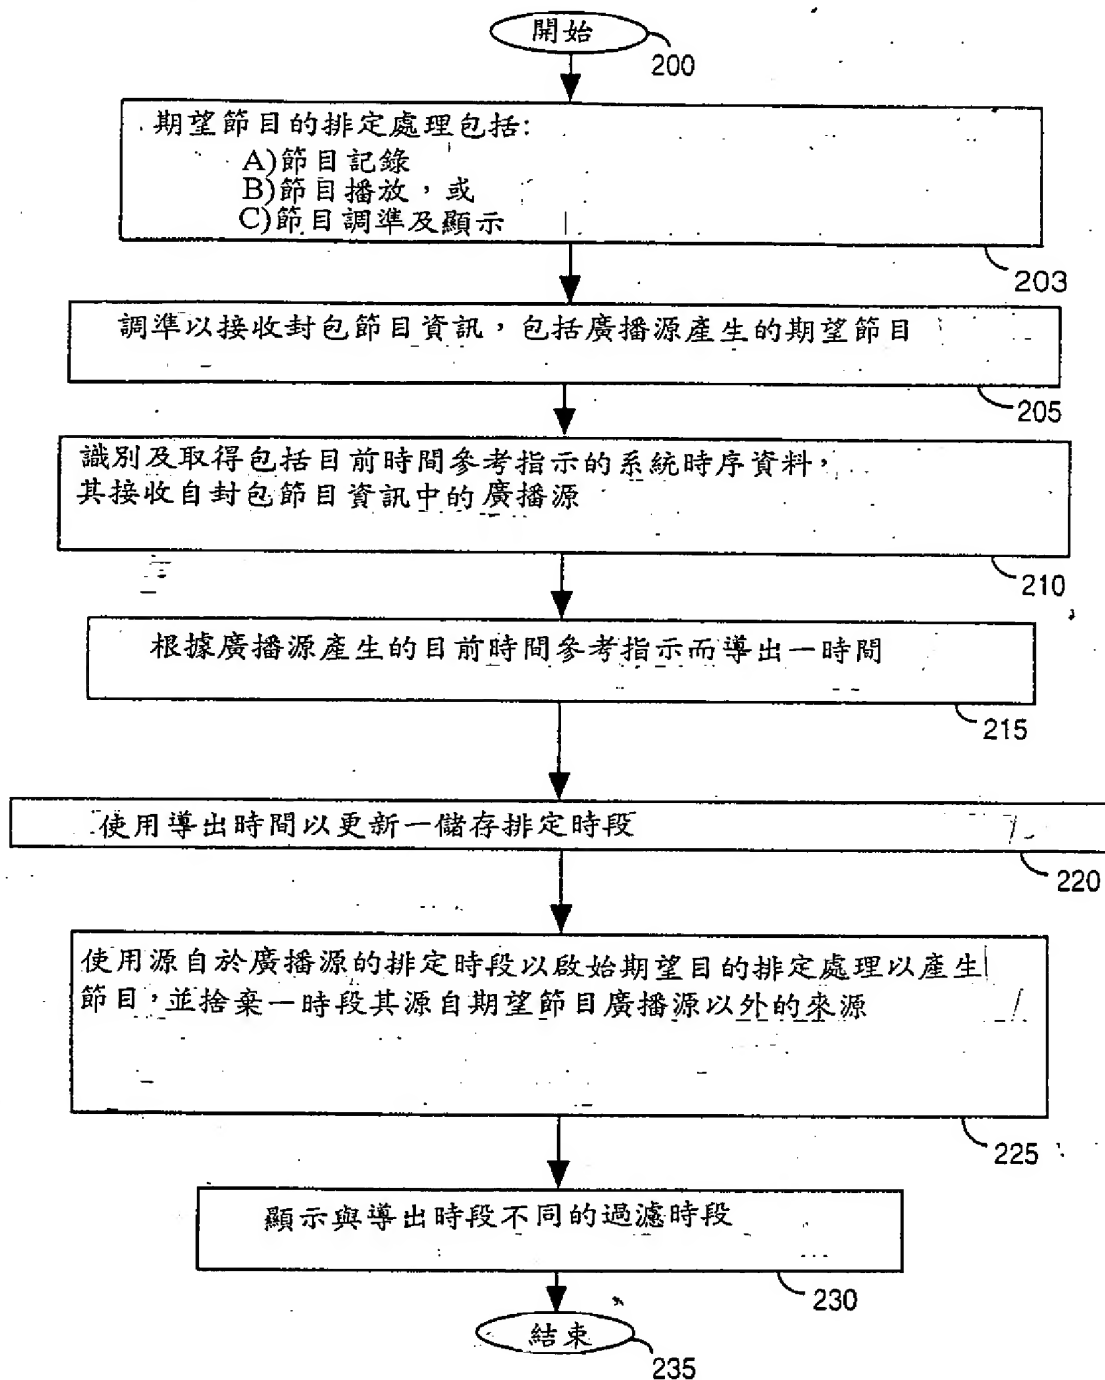 開始
200
期望節目的排定處理包括:
A)節目記錄
B)節目播放，或
C)節目調準及顯示
203
調準以接收封包節目資訊，包括廣播源產生的期望節目
205
識別及取得包括目前時間參考指示的系統時序資料，
其接收自封包節目資訊中的廣播源
210
根據廣播源產生的目前時間參考指示而導出一時間
215
使用導出時間以更新一儲存排定時段
220
使用源自於廣播源的排定時段以啟始期望目的排定處理以產生
節目，並捨棄一時段其源自期望節目廣播源以外的來源
225
顯示與導出時段不同的過濾時段
230
結束
235